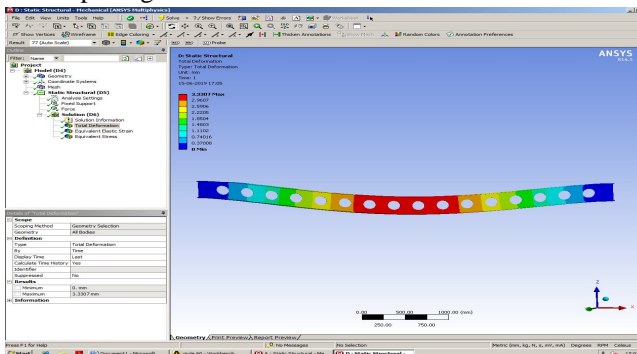 D : Static Structural - Mechanical [ANSYS Multiphysics]
File Edit View Units Tools Help Solve ?/ Show Errors Worksheet
Show Vertices Wireframe Edge Coloring Thicken Annotations Show Mesh Random Colors Annotation Preferences
Result 77 (Auto Scale) Probe
Outline
Filter: Name
Project
Model (D4)
Geometry
Coordinate Systems
Mesh
Static Structural (D5)
Analysis Settings
Fixed Support
Force
Solution (D6)
Solution Information
Total Deformation
Equivalent Elastic Strain
Equivalent Stress
Details of "Total Deformation"
Scope
Scoping Method Geometry Selection
Geometry All Bodies
Definition
Type Total Deformation
By Time
Display Time Last
Calculate Time History Yes
Identifier
Suppressed No
Results
Minimum 0. mm
Maximum 3.3307 mm
Information
D: Static Structural
Total Deformation
Type: Total Deformation
Unit: mm
Time: 1
ANSYS
3.3307 Max
2.9607
2.5906
2.2205
1.8504
1.4803
1.1102
0.74016
0.37008
0 Min
0.00 500.00 1000.00 (mm)
250.00 750.00
Z
X
Geometry Print Preview Report Preview
Press F1 for Help No Messages No Selection Metric (mm, kg, N, s, mV, mA) Degrees RPM Celsius
Start